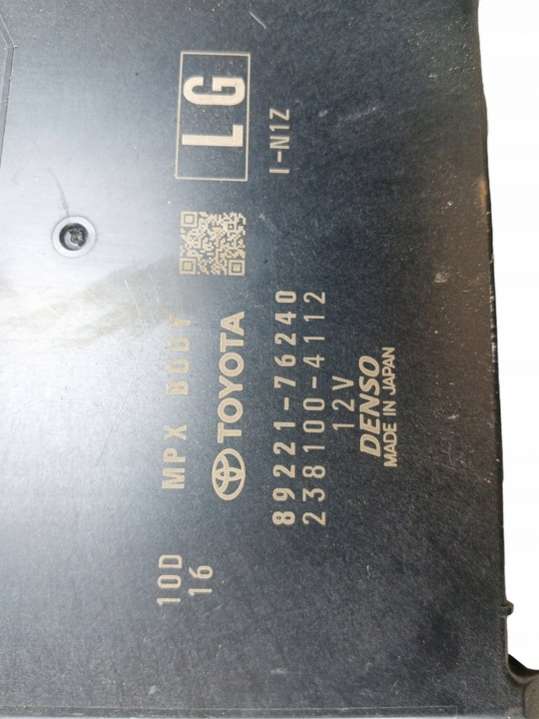 LG
I-N1Z
10D MPX BODY
16
TOYOTA
89221-76240
238100-4112
12V
DENSO
MADE IN JAPAN